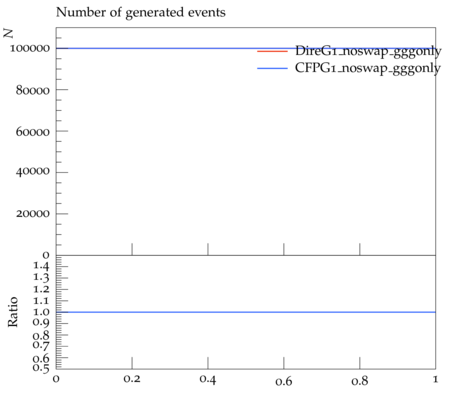 Number of generated events
N
100000
80000
60000
40000
20000
0
DireG1_noswap_gggonly
CFPG1_noswap_gggonly
Ratio
1.4
1.3
1.2
1.1
1.0
0.9
0.8
0.7
0.6
0.5
0 0.2 0.4 0.6 0.8 1